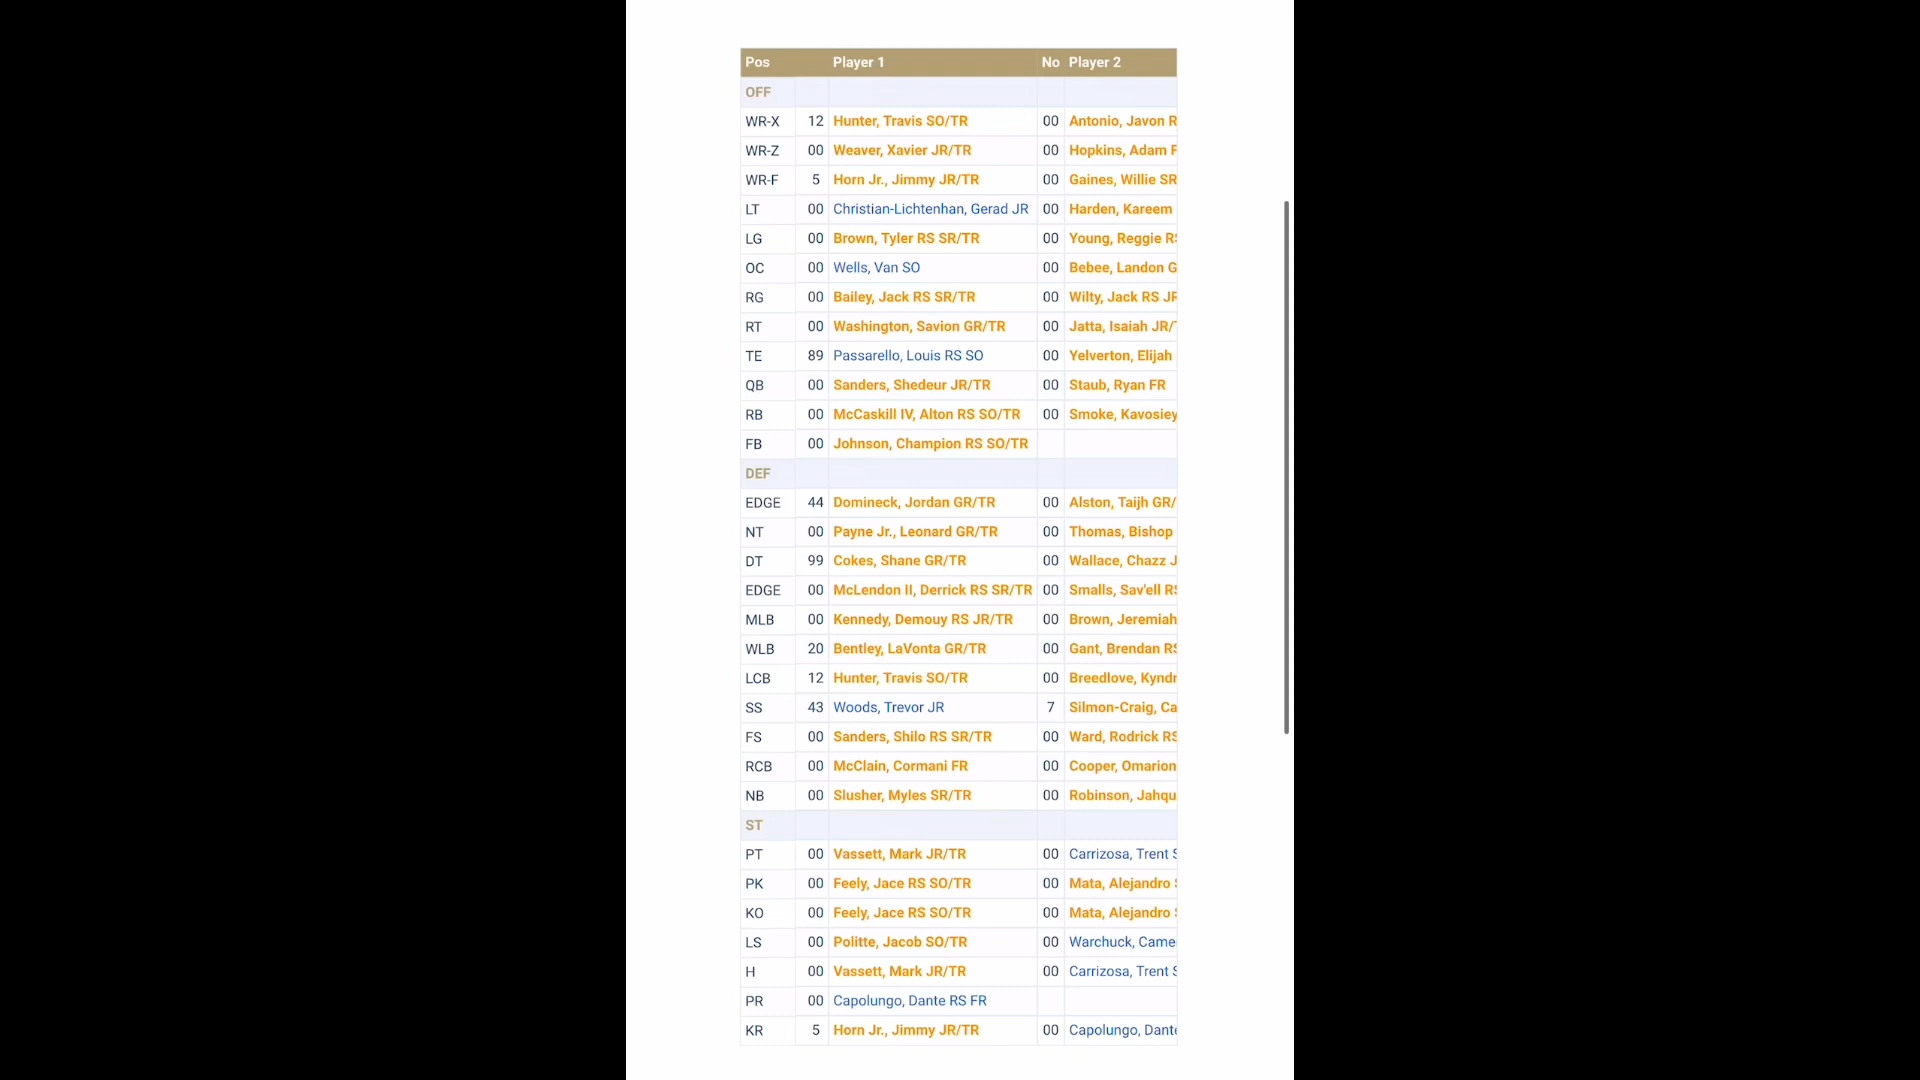 Pos Player 1 No Player 2
OFF
WR-X 12 Hunter, Travis SO/TR 00 Antonio, Javon R
WR-Z 00 Weaver, Xavier JR/TR 00 Hopkins, Adam F
WR-F 5 Horn Jr., Jimmy JR/TR 00 Gaines, Willie SR
LT 00 Christian-Lichtenhan, Gerad JR 00 Harden, Kareem
LG 00 Brown, Tyler RS SR/TR 00 Young, Reggie RS
OC 00 Wells, Van SO 00 Bebee, Landon G
RG 00 Bailey, Jack RS SR/TR 00 Wilty, Jack RS JR
RT 00 Washington, Savion GR/TR 00 Jatta, Isaiah JR/T
TE 89 Passarello, Louis RS SO 00 Yelverton, Elijah
QB 00 Sanders, Shedeur JR/TR 00 Staub, Ryan FR
RB 00 McCaskill IV, Alton RS SO/TR 00 Smoke, Kavosiey
FB 00 Johnson, Champion RS SO/TR
DEF
EDGE 44 Domineck, Jordan GR/TR 00 Alston, Taijh GR/
NT 00 Payne Jr., Leonard GR/TR 00 Thomas, Bishop
DT 99 Cokes, Shane GR/TR 00 Wallace, Chazz J
EDGE 00 McLendon II, Derrick RS SR/TR 00 Smalls, Sav'ell RS
MLB 00 Kennedy, Demouy RS JR/TR 00 Brown, Jeremiah
WLB 20 Bentley, LaVonta GR/TR 00 Gant, Brendan RS
LCB 12 Hunter, Travis SO/TR 00 Breedlove, Kyndr
SS 43 Woods, Trevor JR 7 Silmon-Craig, Ca
FS 00 Sanders, Shilo RS SR/TR 00 Ward, Rodrick RS
RCB 00 McClain, Cormani FR 00 Cooper, Omarion
NB 00 Slusher, Myles SR/TR 00 Robinson, Jahqu
ST
PT 00 Vassett, Mark JR/TR 00 Carrizosa, Trent S
PK 00 Feely, Jace RS SO/TR 00 Mata, Alejandro S
KO 00 Feely, Jace RS SO/TR 00 Mata, Alejandro S
LS 00 Politte, Jacob SO/TR 00 Warchuck, Came
H 00 Vassett, Mark JR/TR 00 Carrizosa, Trent S
PR 00 Capolungo, Dante RS FR
KR 5 Horn Jr., Jimmy JR/TR 00 Capolungo, Dante